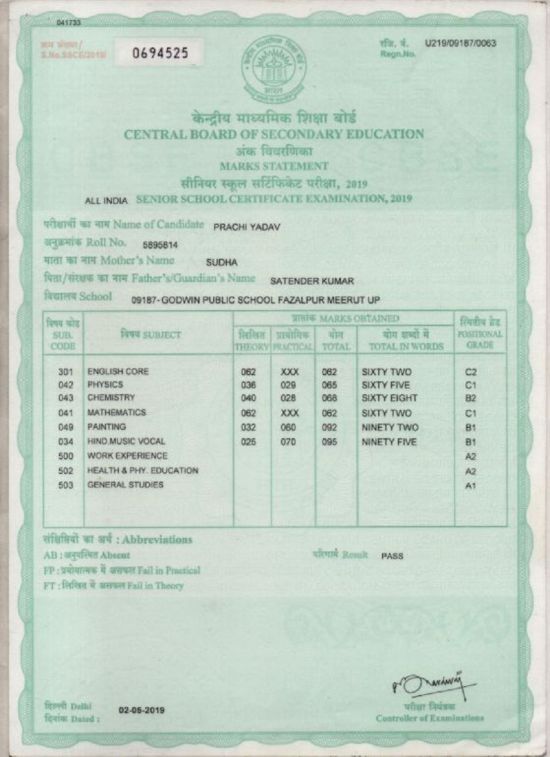 041733
क्रम संख्या/
S.No.SSCE/2019/ 0694525
रजि. सं. U219/09187/0063
Regn.No.
भारत
केन्द्रीय माध्यमिक शिक्षा बोर्ड
CENTRAL BOARD OF SECONDARY EDUCATION
अंक विवरणिका
MARKS STATEMENT
सीनियर स्कूल सर्टिफिकेट परीक्षा, 2019
ALL INDIA SENIOR SCHOOL CERTIFICATE EXAMINATION, 2019
परीक्षार्थी का नाम Name of Candidate PRACHI YADAV
अनुक्रमांक Roll No. 5895814
माता का नाम Mother's Name SUDHA
पिता/संरक्षक का नाम Father's/Guardian's Name SATENDER KUMAR
विद्यालय School 09187- GODWIN PUBLIC SCHOOL FAZALPUR MEERUT UP
विषय कोड SUB. CODE विषय SUBJECT प्राप्तांक MARKS OBTAINED स्थितीय ग्रेड POSITIONAL GRADE
लिखित THEORY प्रायोगिक PRACTICAL योग TOTAL योग शब्दों में TOTAL IN WORDS
301 ENGLISH CORE 062 XXX 062 SIXTY TWO C2
042 PHYSICS 036 029 065 SIXTY FIVE C1
043 CHEMISTRY 040 028 068 SIXTY EIGHT B2
041 MATHEMATICS 062 XXX 062 SIXTY TWO C1
049 PAINTING 032 060 092 NINETY TWO B1
034 HIND.MUSIC VOCAL 025 070 095 NINETY FIVE B1
500 WORK EXPERIENCE A2
502 HEALTH & PHY. EDUCATION A2
503 GENERAL STUDIES A1
संक्षिप्तियों का अर्थ : Abbreviations
AB : अनुपस्थित Absent परिणाम Result PASS
FP : प्रयोगात्मक में असफल Fail in Practical
FT : लिखित में असफल Fail in Theory
दिल्ली Delhi
दिनांक Dated : 02-05-2019
परीक्षा नियंत्रक
Controller of Examinations